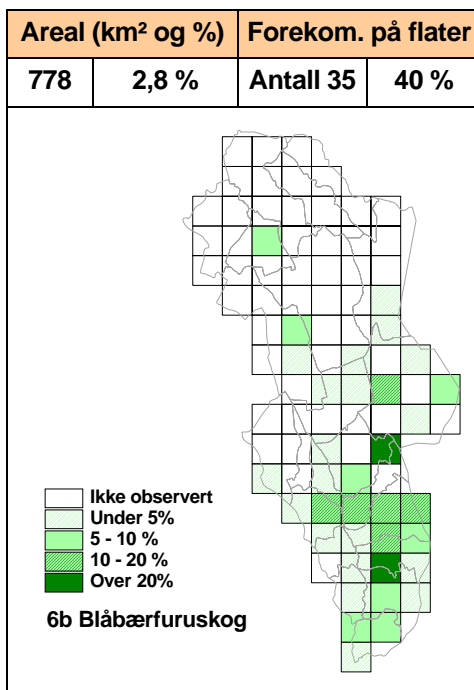 Areal (km² og %) Forekom. på flater
778 2,8 % Antall 35 40 %
Ikke observert
Under 5%
5 - 10 %
10 - 20 %
Over 20%
6b Blåbærfuruskog